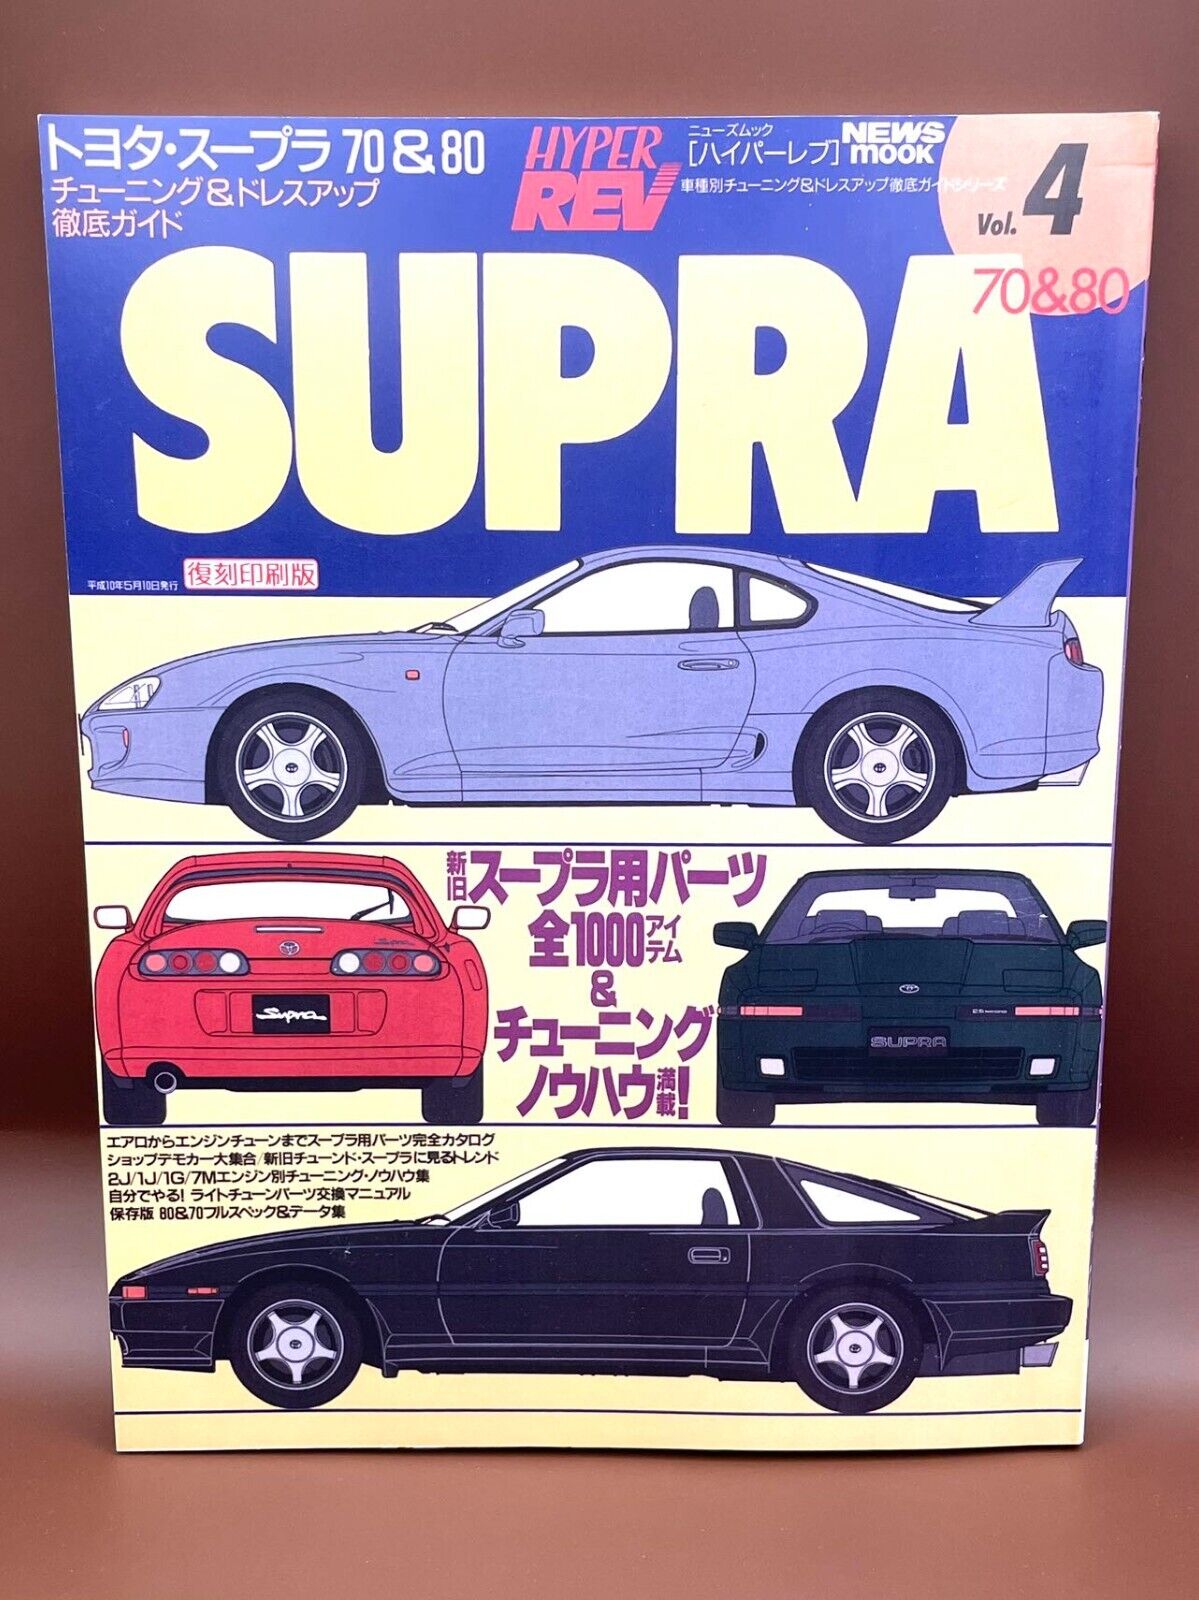 トヨタ・スープラ 70&80
チューニング&ドレスアップ
徹底ガイド
HYPER
REV
ニューズムック
[ハイパーレブ]
NEWS
mook
車種別チューニング&ドレスアップ徹底ガイドシリーズ
Vol. 4
70&80
SUPRA
平成10年5月10日発行
復刻印刷版
新旧
スープラ用パーツ
全1000アイテム
&
チューニング
ノウハウ満載!
Supra
Supra
SUPRA
エアロからエンジンチューンまでスープラ用パーツ完全カタログ
ショップデモカー大集合/新旧チューンド・スープラに見るトレンド
2J/1J/1G/7Mエンジン別チューニング・ノウハウ集
自分でやる! ライトチューンパーツ交換マニュアル
保存版 80&70フルスペック&データ集